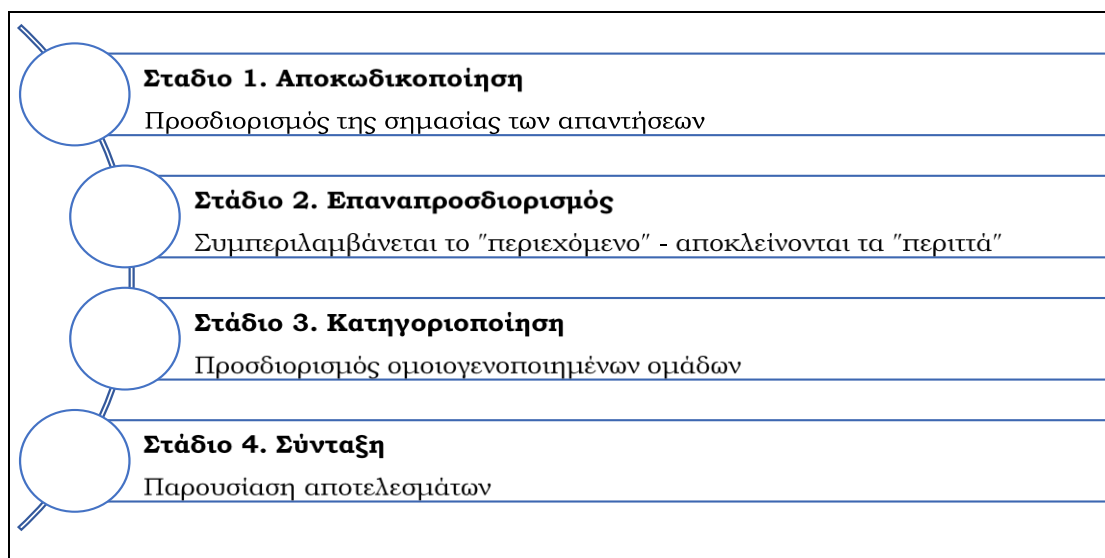 Σταδιο 1. Αποκωδικοποίηση
Προσδιορισμός της σημασίας των απαντήσεων
Στάδιο 2. Επαναπροσδιορισμός
Συμπεριλαμβάνεται το "περιεχόμενο" - αποκλείνονται τα "περιττά"
Στάδιο 3. Κατηγοριοποίηση
Προσδιορισμός ομοιογενοποιημένων ομάδων
Στάδιο 4. Σύνταξη
Παρουσίαση αποτελεσμάτων